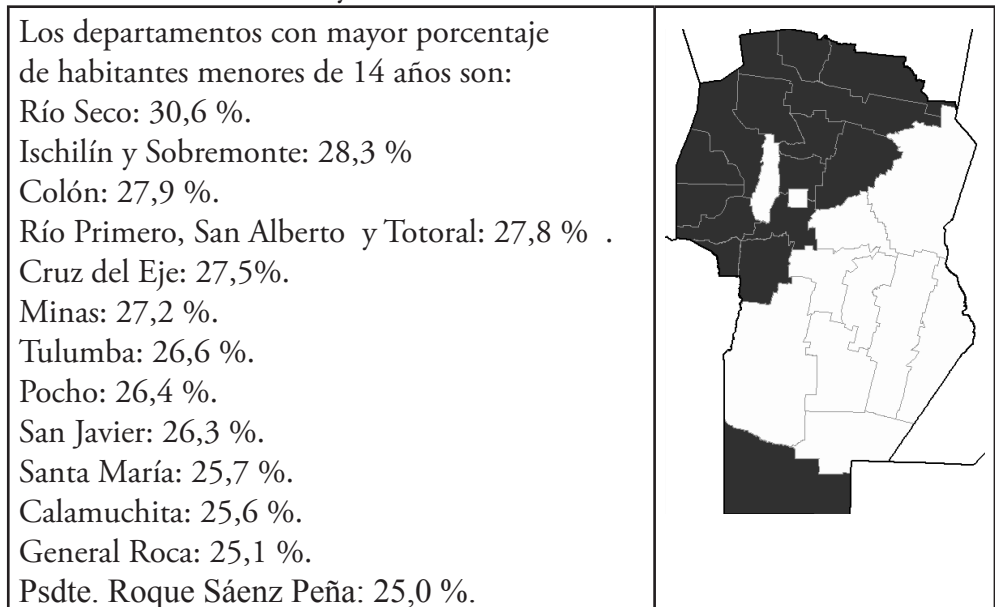 Los departamentos con mayor porcentaje
de habitantes menores de 14 años son:
Río Seco: 30,6 %.
Ischilín y Sobremonte: 28,3 %
Colón: 27,9 %.
Río Primero, San Alberto  y Totoral: 27,8 %  .
Cruz del Eje: 27,5%.
Minas: 27,2 %.
Tulumba: 26,6 %.
Pocho: 26,4 %.
San Javier: 26,3 %.
Santa María: 25,7 %.
Calamuchita: 25,6 %.
General Roca: 25,1 %.
Psdte. Roque Sáenz Peña: 25,0 %.